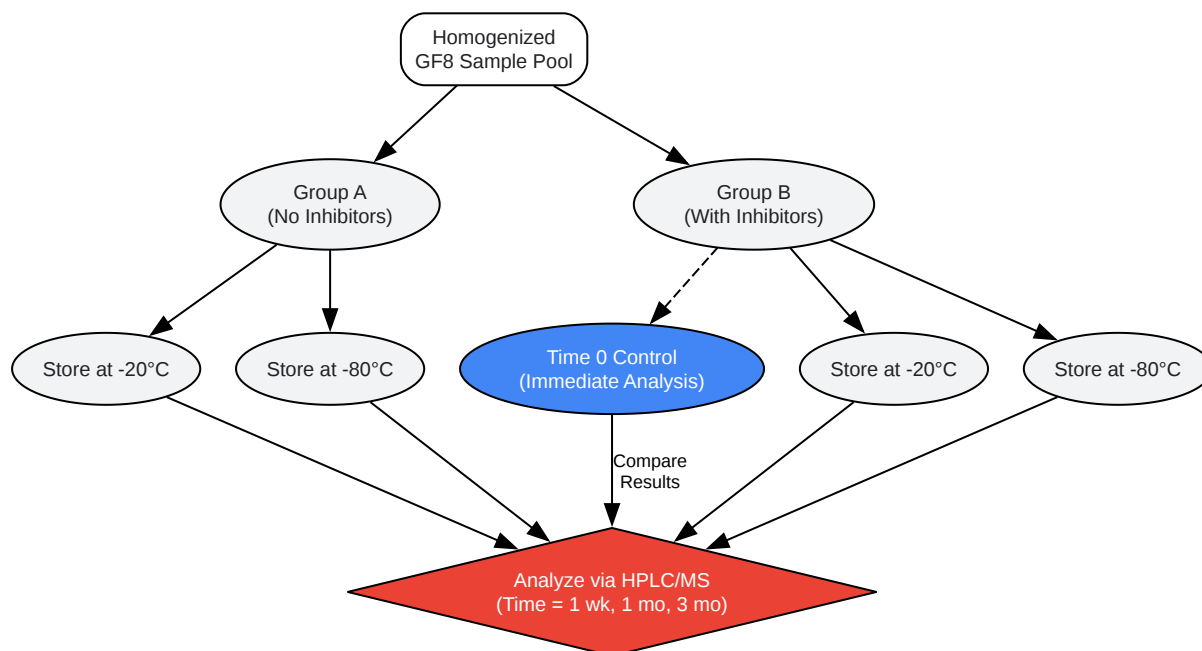 Homogenized
GF8 Sample Pool
Group A
(No Inhibitors)
Group B
(With Inhibitors)
Store at -20°C
Store at -80°C
Time 0 Control
(Immediate Analysis)
Store at -20°C
Store at -80°C
Compare
Results
Analyze via HPLC/MS
(Time = 1 wk, 1 mo, 3 mo)